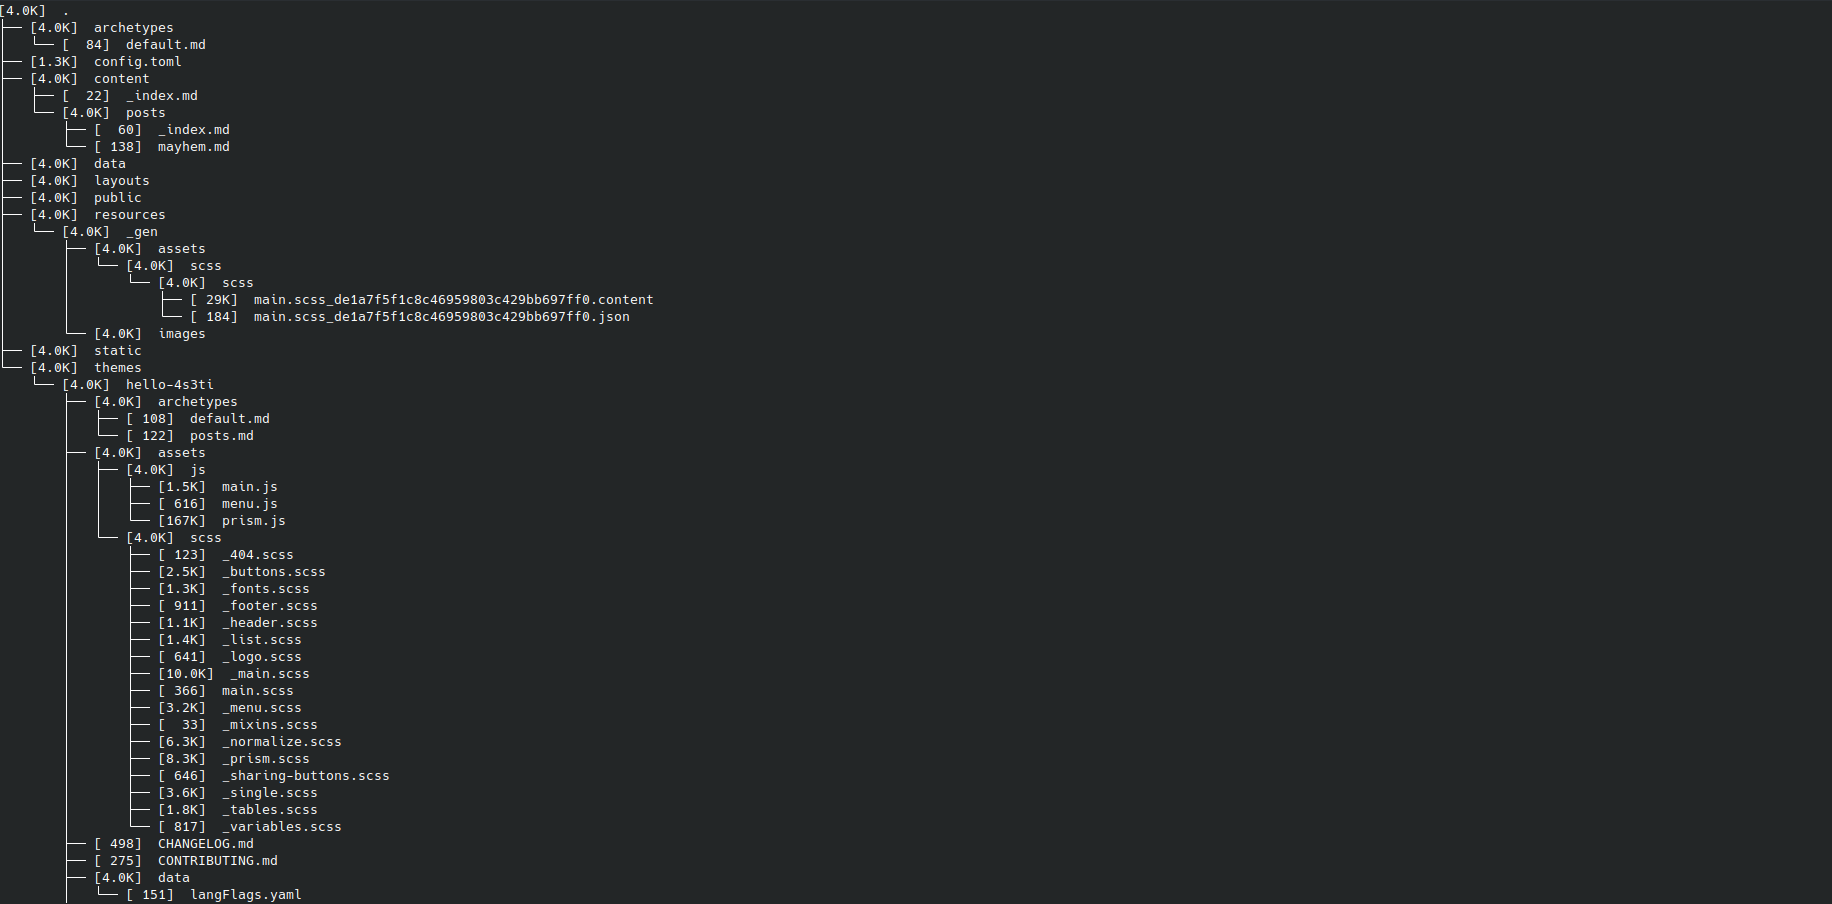 [4.0K]  .
├── [4.0K]  archetypes
│   └── [  84]  default.md
├── [1.3K]  config.toml
├── [4.0K]  content
│   ├── [  22]  _index.md
│   └── [4.0K]  posts
│       ├── [  60]  _index.md
│       └── [ 138]  mayhem.md
├── [4.0K]  data
├── [4.0K]  layouts
├── [4.0K]  public
├── [4.0K]  resources
│   └── [4.0K]  _gen
│       ├── [4.0K]  assets
│       │   └── [4.0K]  scss
│       │       └── [4.0K]  scss
│       │           ├── [ 29K]  main.scss_de1a7f5f1c8c46959803c429bb697ff0.content
│       │           └── [ 184]  main.scss_de1a7f5f1c8c46959803c429bb697ff0.json
│       └── [4.0K]  images
├── [4.0K]  static
└── [4.0K]  themes
    └── [4.0K]  hello-4s3ti
        ├── [4.0K]  archetypes
        │   ├── [ 108]  default.md
        │   └── [ 122]  posts.md
        ├── [4.0K]  assets
        │   ├── [4.0K]  js
        │   │   ├── [1.5K]  main.js
        │   │   ├── [ 616]  menu.js
        │   │   └── [167K]  prism.js
        │   └── [4.0K]  scss
        │       ├── [ 123]  _404.scss
        │       ├── [2.5K]  _buttons.scss
        │       ├── [1.3K]  _fonts.scss
        │       ├── [ 911]  _footer.scss
        │       ├── [1.1K]  _header.scss
        │       ├── [1.4K]  _list.scss
        │       ├── [ 641]  _logo.scss
        │       ├── [10.0K]  _main.scss
        │       ├── [ 366]  main.scss
        │       ├── [3.2K]  _menu.scss
        │       ├── [  33]  _mixins.scss
        │       ├── [6.3K]  _normalize.scss
        │       ├── [8.3K]  _prism.scss
        │       ├── [ 646]  _sharing-buttons.scss
        │       ├── [3.6K]  _single.scss
        │       ├── [1.8K]  _tables.scss
        │       └── [ 817]  _variables.scss
        ├── [ 498]  CHANGELOG.md
        ├── [ 275]  CONTRIBUTING.md
        ├── [4.0K]  data
        │   └── [ 151]  langFlags.yaml